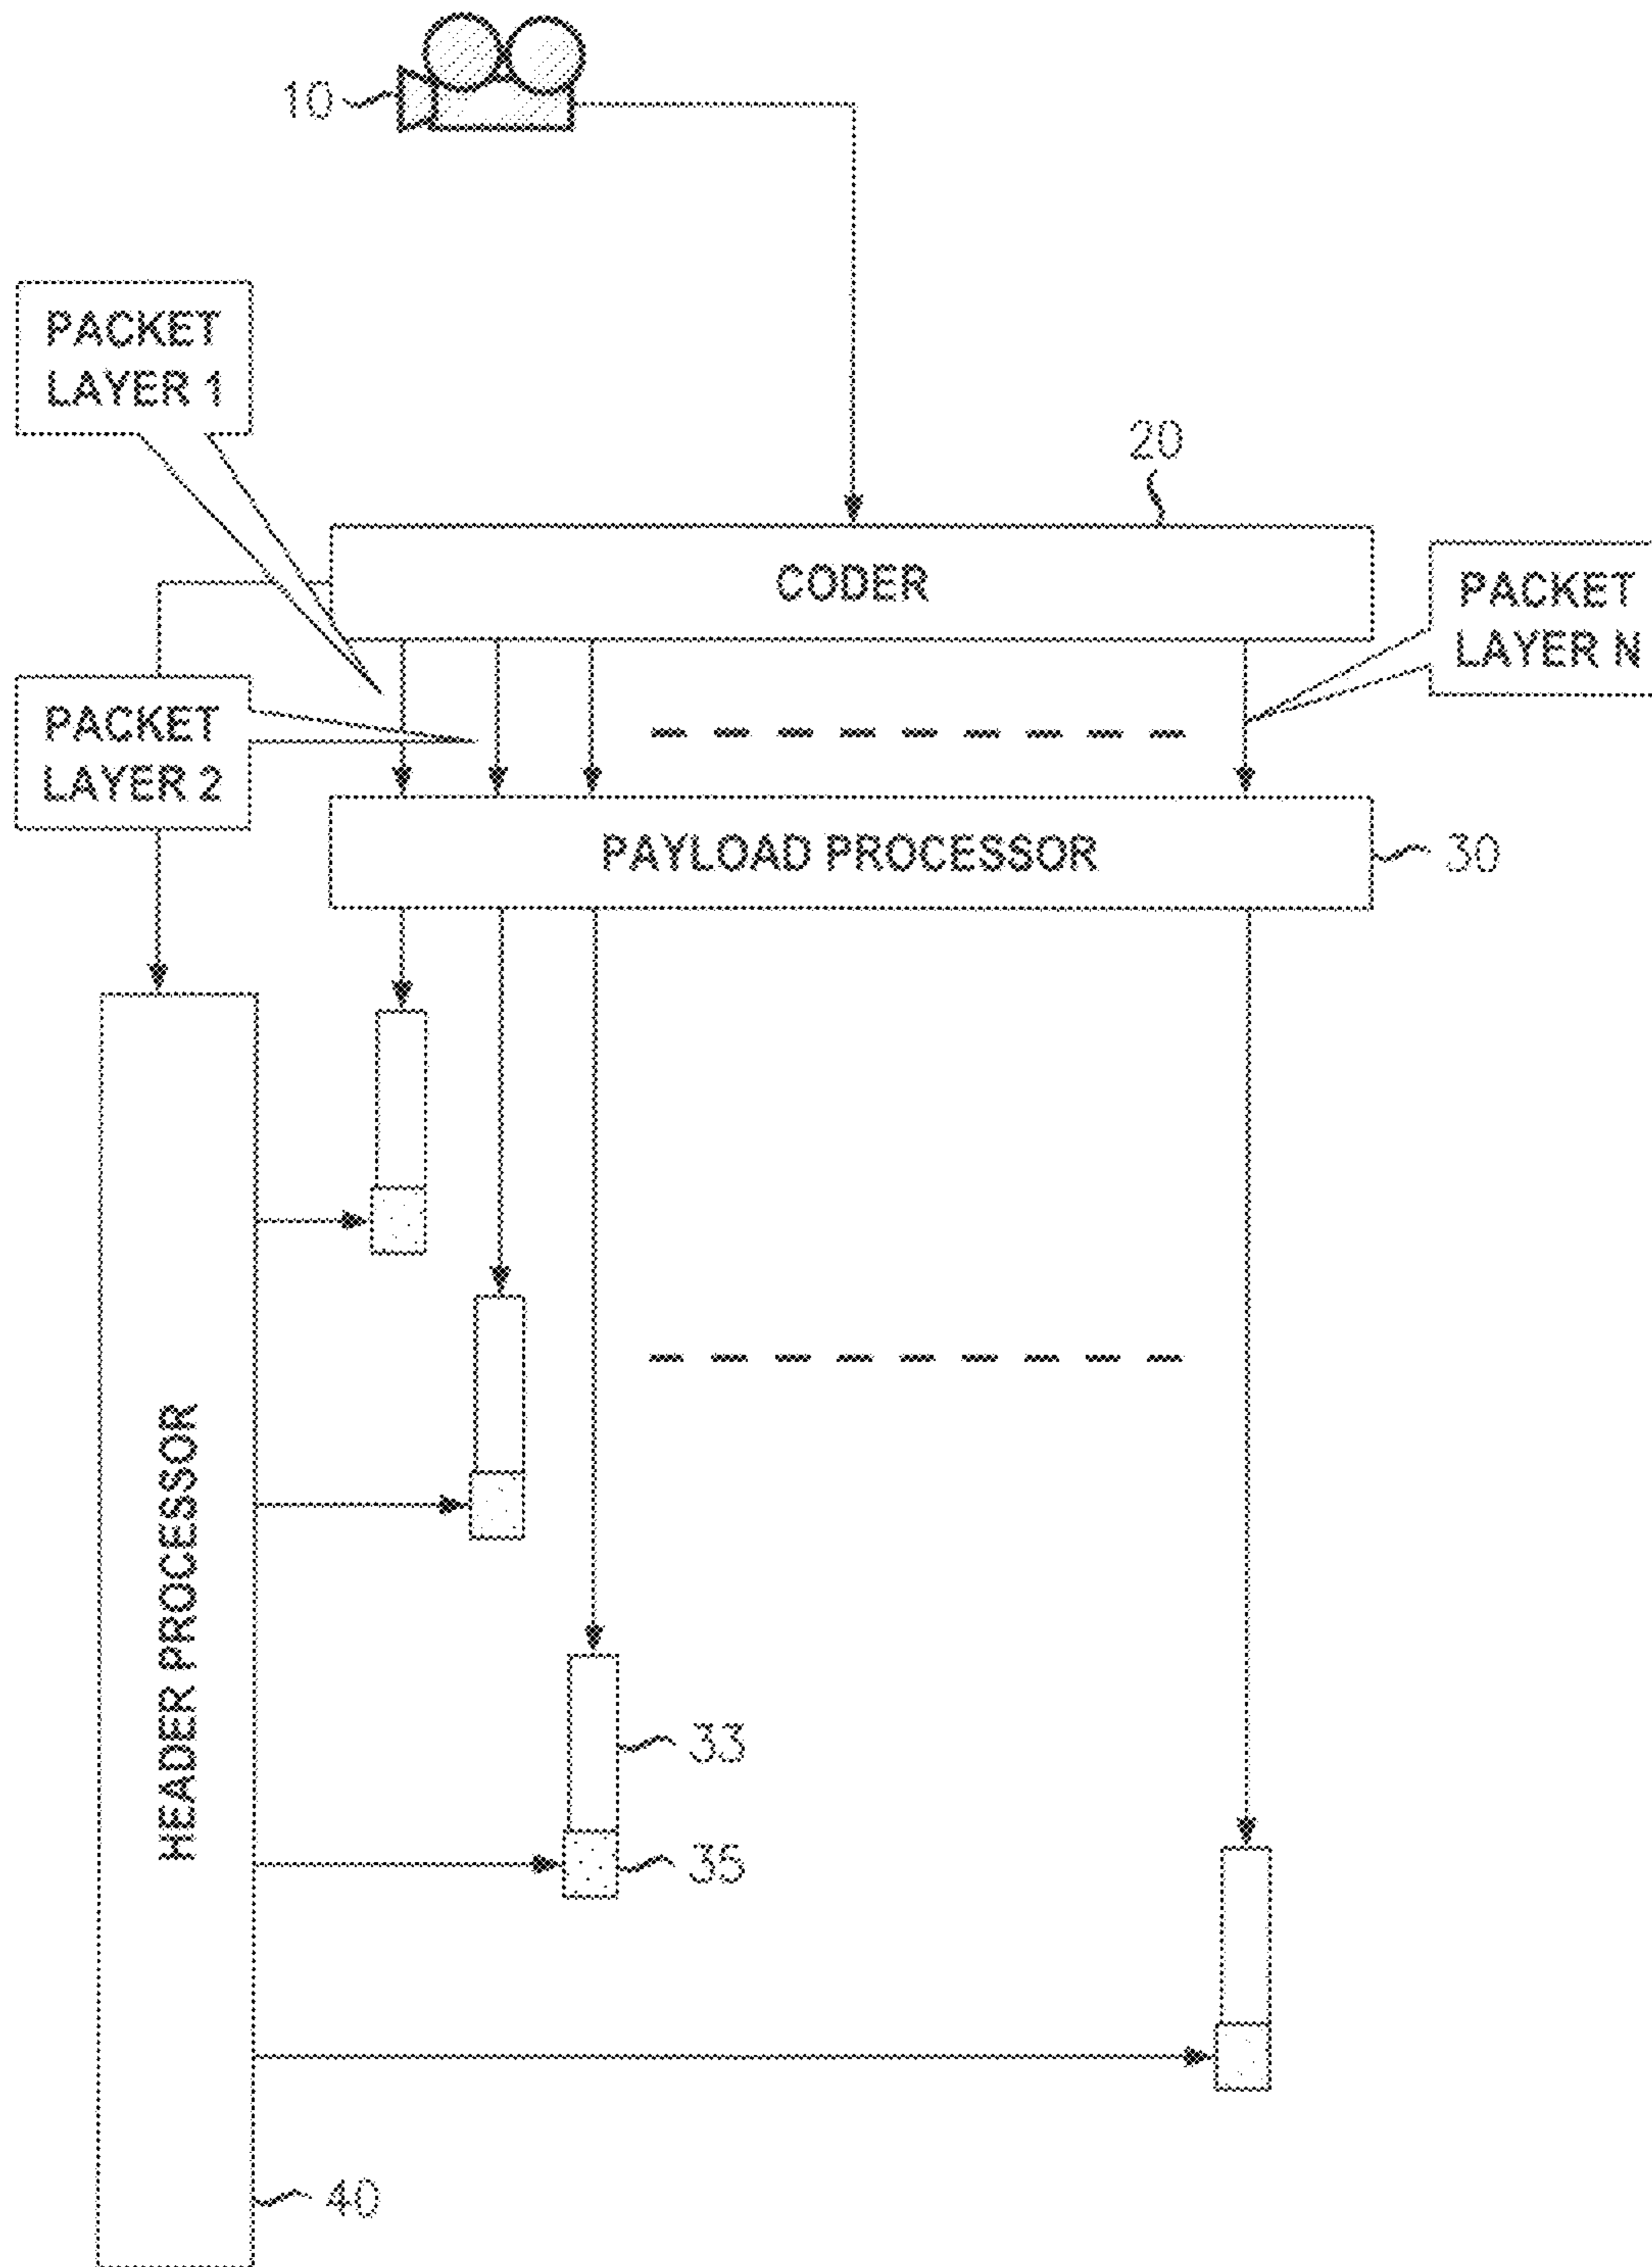 10
PACKET
LAYER 1
20
CODER
PACKET
LAYER N
PACKET
LAYER 2
PAYLOAD PROCESSOR
30
HEADER PROCESSOR
33
35
40